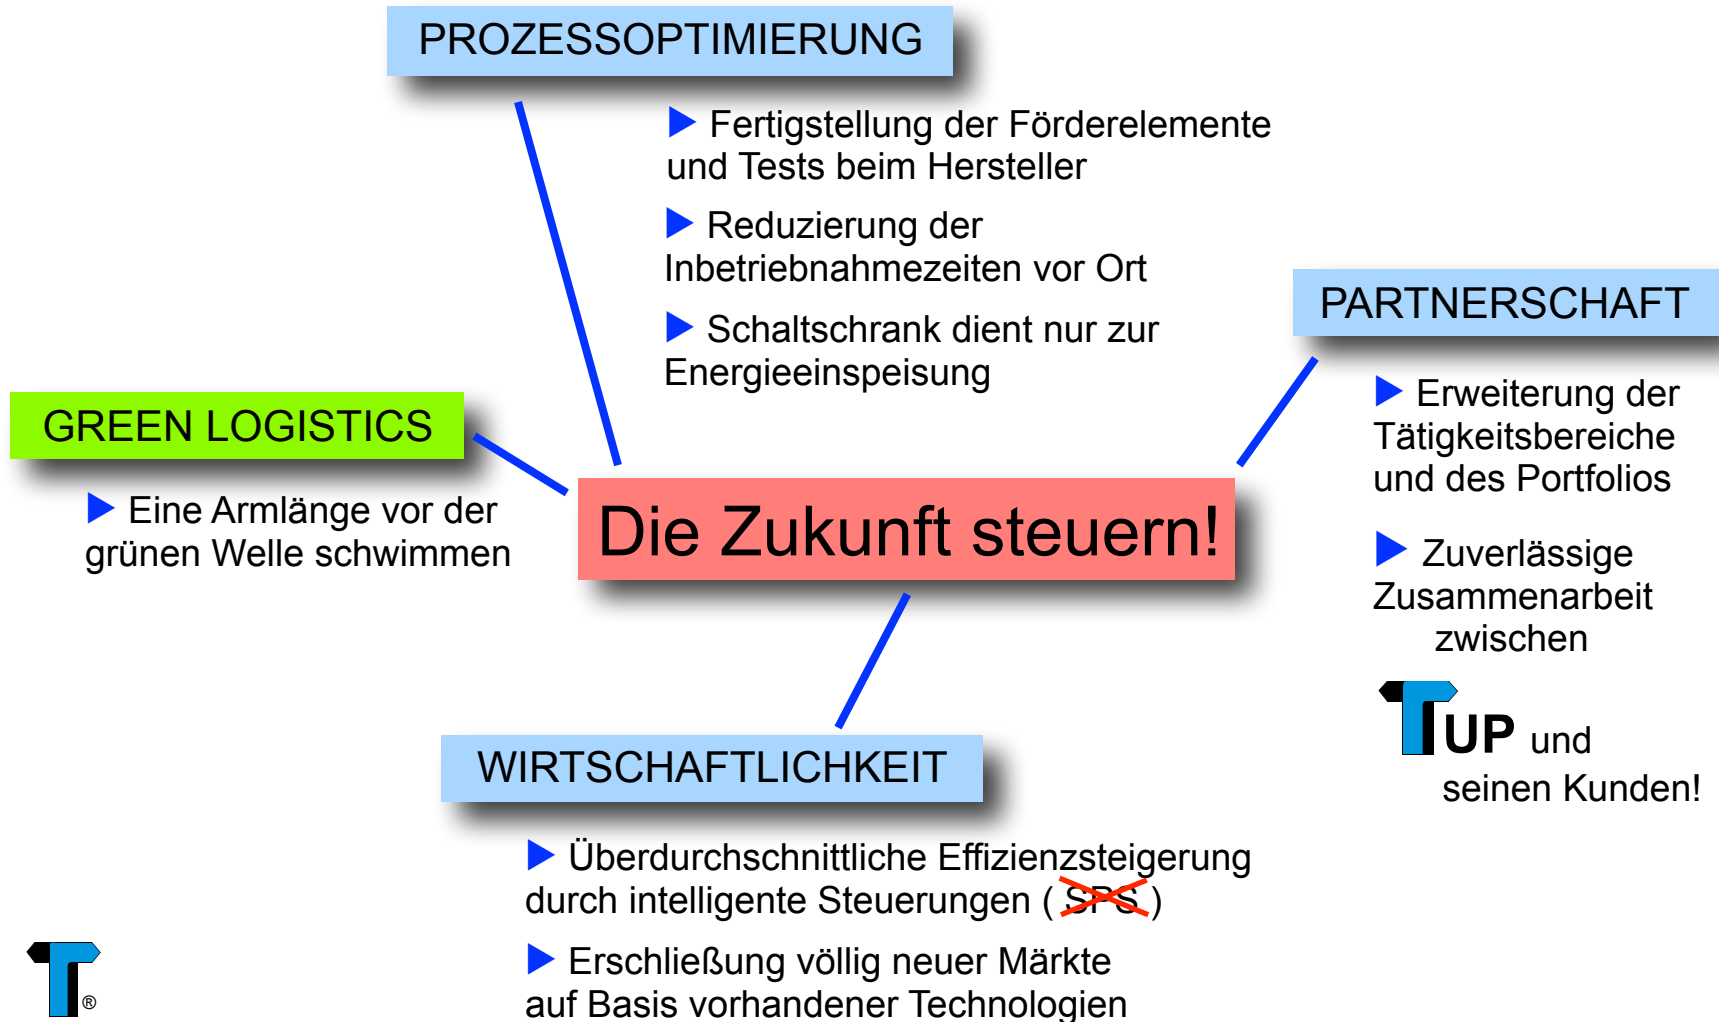 PROZESSOPTIMIERUNG
▶ Fertigstellung der Förderelemente
und Tests beim Hersteller
▶ Reduzierung der
Inbetriebnahmezeiten vor Ort
▶ Schaltschrank dient nur zur
Energieeinspeisung
PARTNERSCHAFT
▶ Erweiterung der
Tätigkeitsbereiche
und des Portfolios
▶ Zuverlässige
Zusammenarbeit
zwischen
TUP und
seinen Kunden!
GREEN LOGISTICS
▶ Eine Armlänge vor der
grünen Welle schwimmen
Die Zukunft steuern!
WIRTSCHAFTLICHKEIT
▶ Überdurchschnittliche Effizienzsteigerung
durch intelligente Steuerungen ( SPS )
▶ Erschließung völlig neuer Märkte
auf Basis vorhandener Technologien
T®